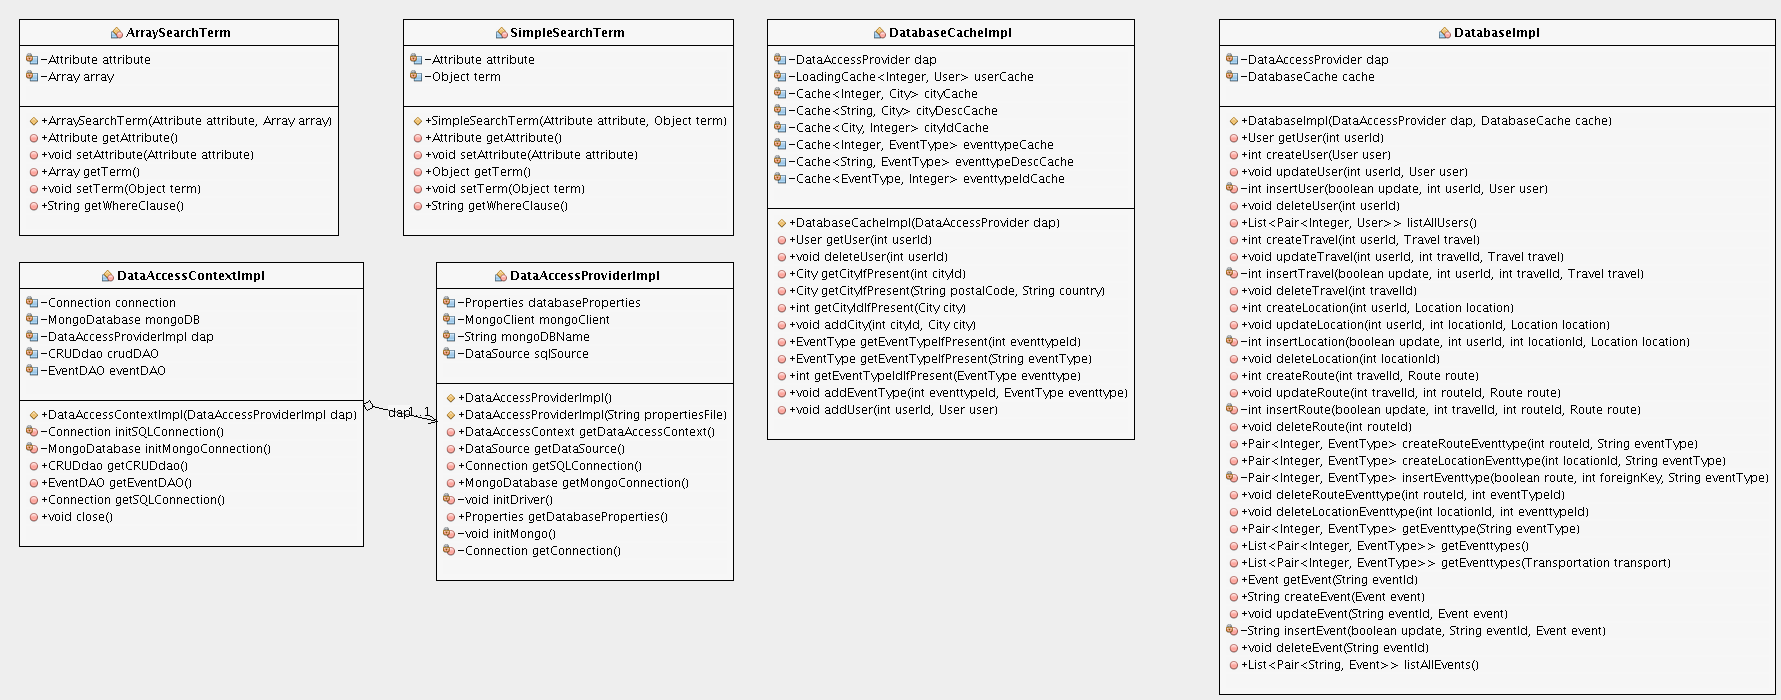 ArraySearchTerm
-Attribute attribute
-Array array
+ArraySearchTerm(Attribute attribute, Array array)
+Attribute getAttribute()
+void setAttribute(Attribute attribute)
+Array getTerm()
+void setTerm(Object term)
+String getWhereClause()
SimpleSearchTerm
-Attribute attribute
-Object term
+SimpleSearchTerm(Attribute attribute, Object term)
+Attribute getAttribute()
+void setAttribute(Attribute attribute)
+Object getTerm()
+void setTerm(Object term)
+String getWhereClause()
DataAccessContextImpl
-Connection connection
-MongoDatabase mongoDB
-DataAccessProviderImpl dap
-CRUDdao crudDAO
-EventDAO eventDAO
+DataAccessContextImpl(DataAccessProviderImpl dap)
-Connection initSQLConnection()
-MongoDatabase initMongoConnection()
+CRUDdao getCRUDdao()
+EventDAO getEventDAO()
+Connection getSQLConnection()
+void close()
dap1..1
DataAccessProviderImpl
-Properties databaseProperties
-MongoClient mongoClient
-String mongoDBName
-DataSource sqlSource
+DataAccessProviderImpl()
+DataAccessProviderImpl(String propertiesFile)
+DataAccessContext getDataAccessContext()
+DataSource getDataSource()
+Connection getSQLConnection()
+MongoDatabase getMongoConnection()
-void initDriver()
+Properties getDatabaseProperties()
-void initMongo()
-Connection getConnection()
DatabaseCacheImpl
-DataAccessProvider dap
-LoadingCache<Integer, User> userCache
-Cache<Integer, City> cityCache
-Cache<String, City> cityDescCache
-Cache<City, Integer> cityIdCache
-Cache<Integer, EventType> eventtypeCache
-Cache<String, EventType> eventtypeDescCache
-Cache<EventType, Integer> eventtypeIdCache
+DatabaseCacheImpl(DataAccessProvider dap)
+User getUser(int userId)
+void deleteUser(int userId)
+City getCityIfPresent(int cityId)
+City getCityIfPresent(String postalCode, String country)
+int getCityIdIfPresent(City city)
+void addCity(int cityId, City city)
+EventType getEventTypeIfPresent(int eventtypeId)
+EventType getEventTypeIfPresent(String eventType)
+int getEventTypeIdIfPresent(EventType eventtype)
+void addEventType(int eventtypeId, EventType eventtype)
+void addUser(int userId, User user)
DatabaseImpl
-DataAccessProvider dap
-DatabaseCache cache
+DatabaseImpl(DataAccessProvider dap, DatabaseCache cache)
+User getUser(int userId)
+int createUser(User user)
+void updateUser(int userId, User user)
-int insertUser(boolean update, int userId, User user)
+void deleteUser(int userId)
+List<Pair<Integer, User>> listAllUsers()
+int createTravel(int userId, Travel travel)
+void updateTravel(int userId, int travelId, Travel travel)
-int insertTravel(boolean update, int userId, int travelId, Travel travel)
+void deleteTravel(int travelId)
+int createLocation(int userId, Location location)
+void updateLocation(int userId, int locationId, Location location)
-int insertLocation(boolean update, int userId, int locationId, Location location)
+void deleteLocation(int locationId)
+int createRoute(int travelId, Route route)
+void updateRoute(int travelId, int routeId, Route route)
-int insertRoute(boolean update, int travelId, int routeId, Route route)
+void deleteRoute(int routeId)
+Pair<Integer, EventType> createRouteEventtype(int routeId, String eventType)
+Pair<Integer, EventType> createLocationEventtype(int locationId, String eventType)
-Pair<Integer, EventType> insertEventtype(boolean route, int foreignKey, String eventType)
+void deleteRouteEventtype(int routeId, int eventTypeId)
+void deleteLocationEventtype(int locationId, int eventtypeId)
+Pair<Integer, EventType> getEventtype(String eventType)
+List<Pair<Integer, EventType>> getEventtypes()
+List<Pair<Integer, EventType>> getEventtypes(Transportation transport)
+Event getEvent(String eventId)
+String createEvent(Event event)
+void updateEvent(String eventId, Event event)
-String insertEvent(boolean update, String eventId, Event event)
+void deleteEvent(String eventId)
+List<Pair<String, Event>> listAllEvents()